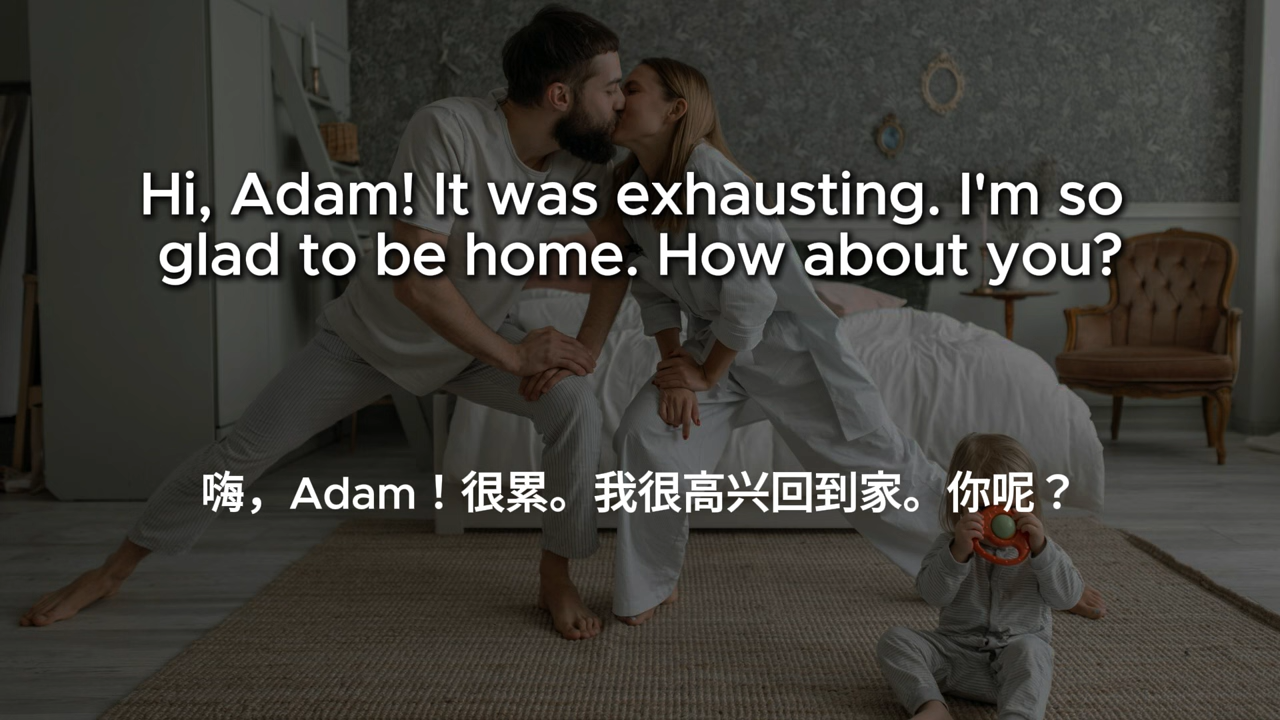 Hi, Adam! It was exhausting. I'm so
glad to be home. How about you?
嗨，Adam！很累。我很高兴回到家。你呢？